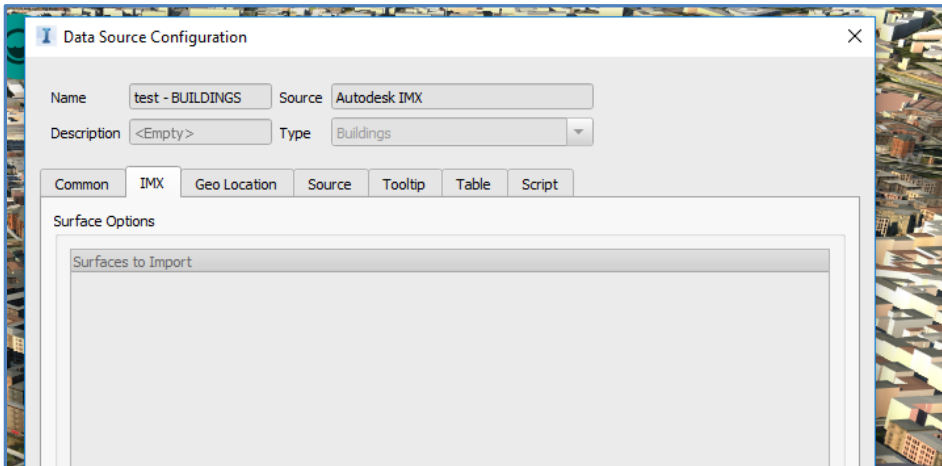 Data Source Configuration
Name test - BUILDINGS Source Autodesk IMX
Description <Empty> Type Buildings
Common IMX Geo Location Source Tooltip Table Script
Surface Options
Surfaces to Import